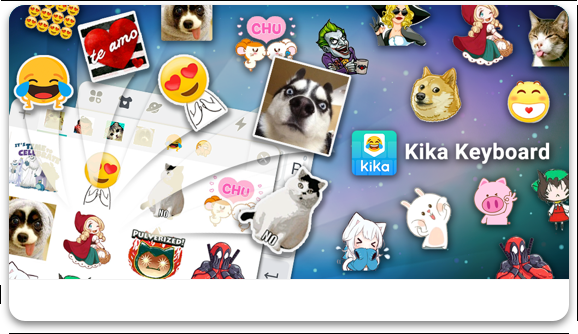 te amo
CHU
kika
Kika Keyboard
NO
CHU
NO
PULVERIZED!